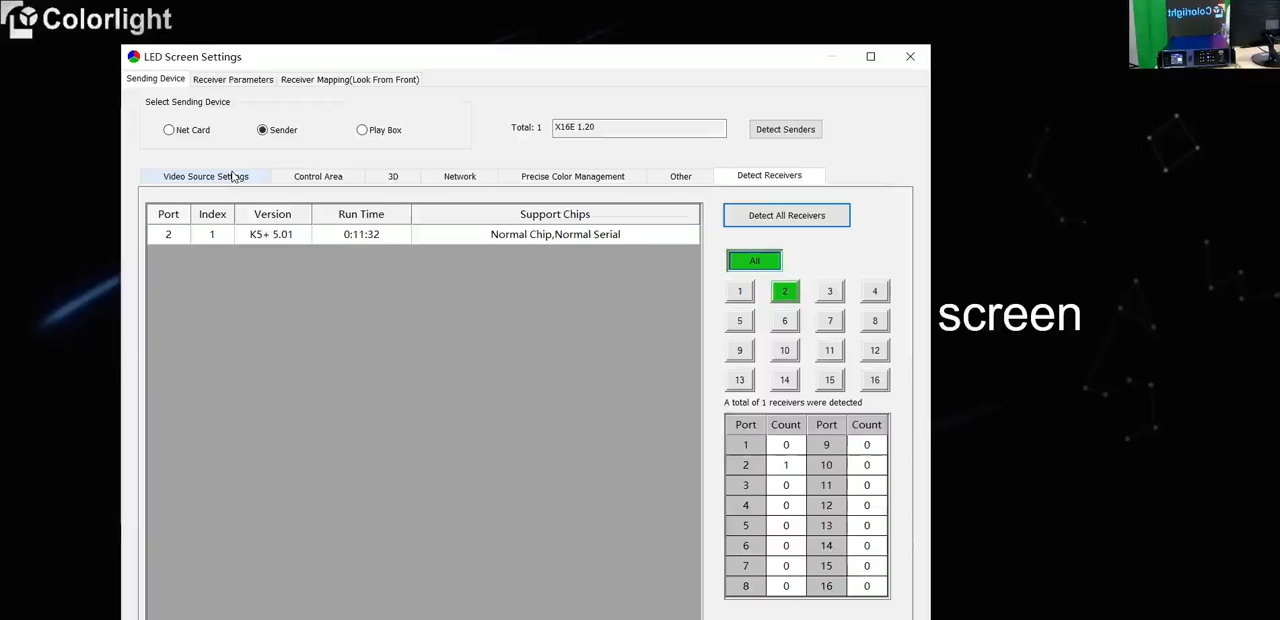 Colorlight
Colorlight
LED Screen Settings
Sending Device Receiver Parameters Receiver Mapping(Look From Front)
Select Sending Device
Net Card Sender Play Box Total: 1 X16E 1.20 Detect Senders
Video Source Settings Control Area 3D Network Precise Color Management Other Detect Receivers
Port Index Version Run Time Support Chips
2 1 K5+ 5.01 0:11:32 Normal Chip,Normal Serial
Detect All Receivers
All
1 2 3 4
5 6 7 8
9 10 11 12
13 14 15 16
A total of 1 receivers were detected
Port Count Port Count
1 0 9 0
2 1 10 0
3 0 11 0
4 0 12 0
5 0 13 0
6 0 14 0
7 0 15 0
8 0 16 0
screen